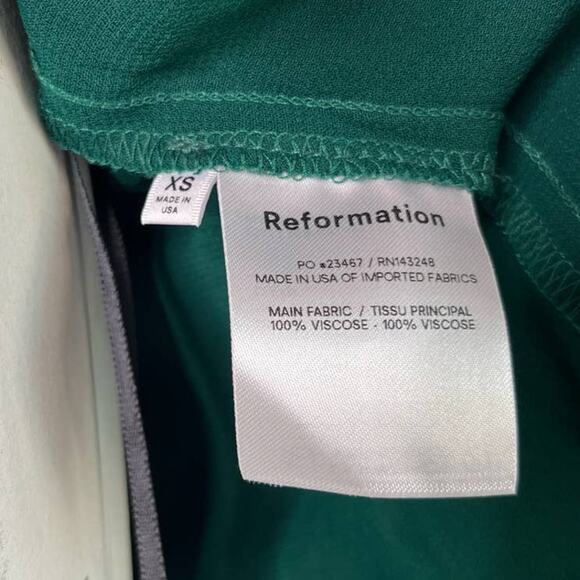 XS
MADE IN
USA
Reformation
PO #23467 / RN143248
MADE IN USA OF IMPORTED FABRICS
MAIN FABRIC / TISSU PRINCIPAL
100% VISCOSE - 100% VISCOSE